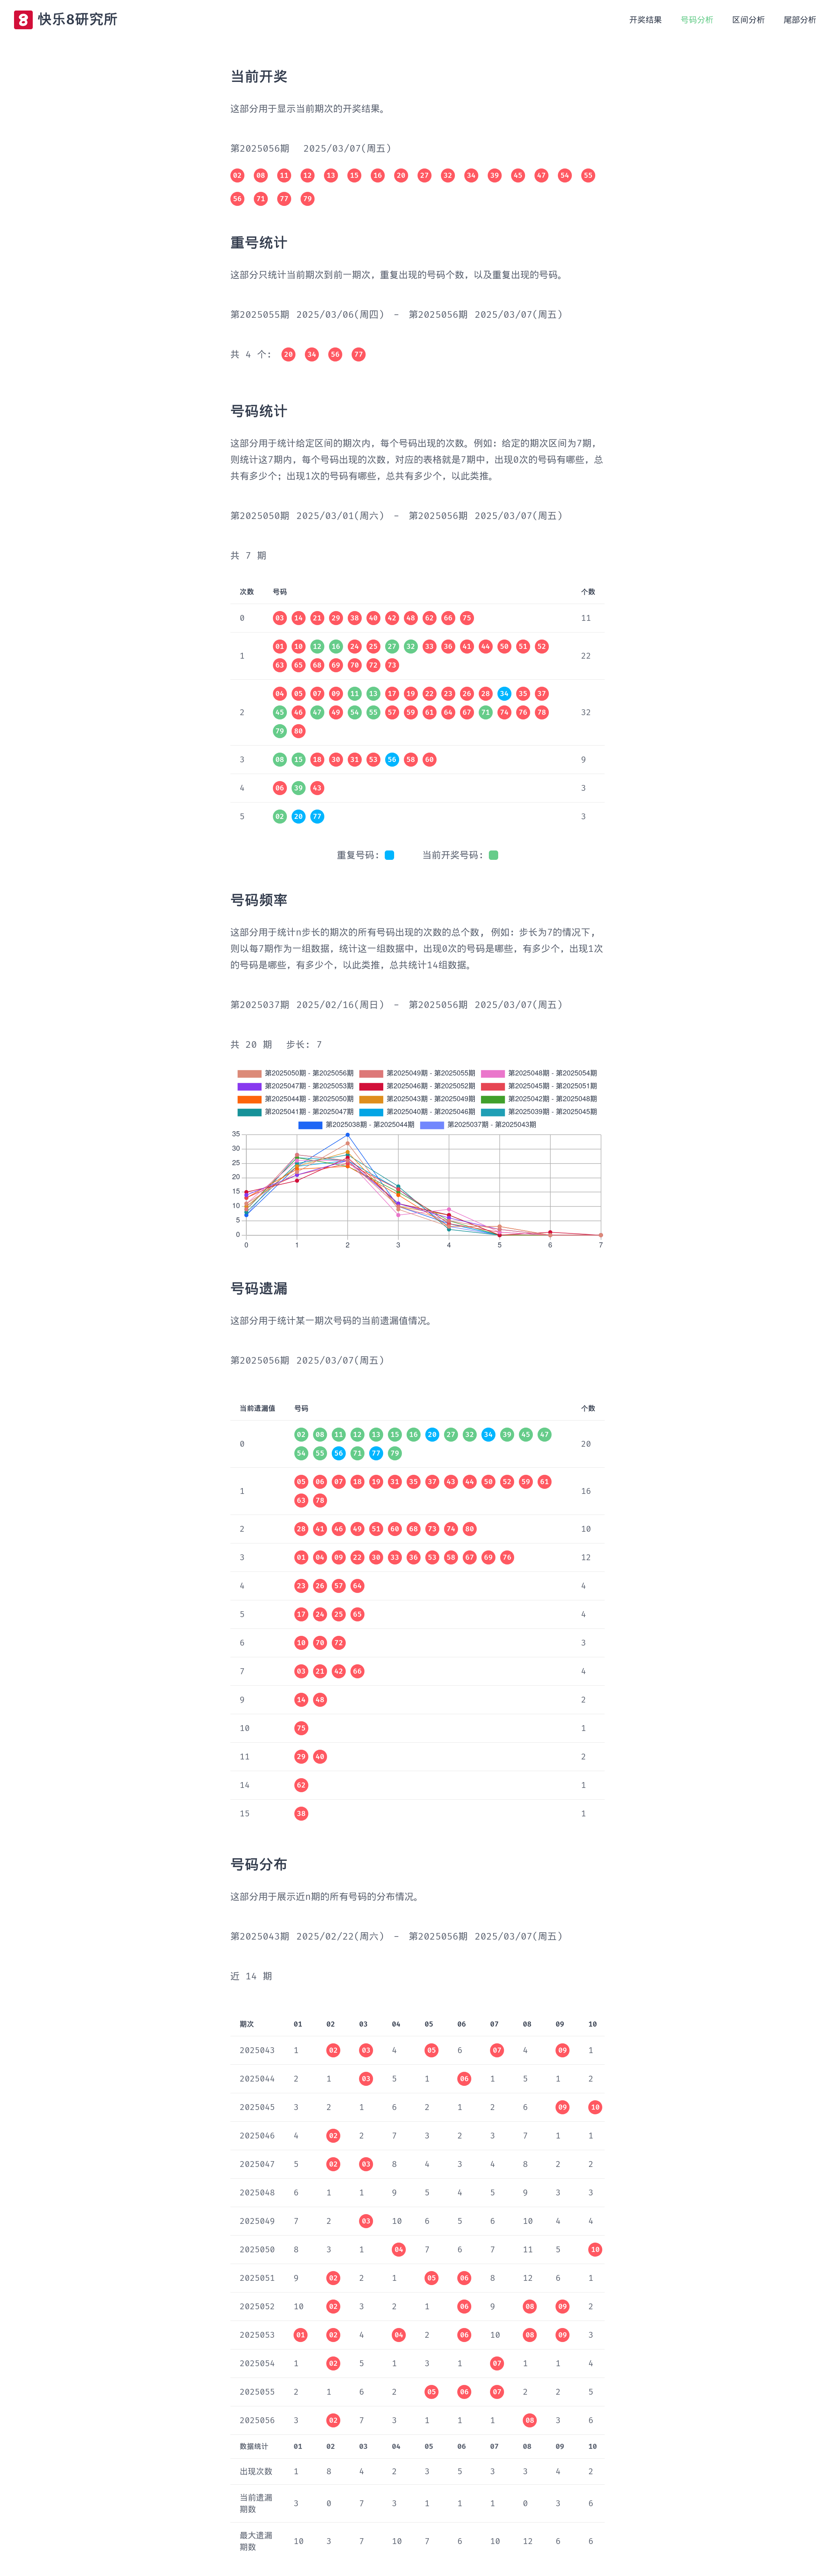 8 快乐8研究所 开奖结果 号码分析 区间分析 尾部分析
当前开奖
这部分用于显示当前期次的开奖结果。
第2025056期 2025/03/07(周五)
02 08 11 12 13 15 16 20 27 32 34 39 45 47 54 55
56 71 77 79
重号统计
这部分只统计当前期次到前一期次，重复出现的号码个数，以及重复出现的号码。
第2025055期 2025/03/06(周四) - 第2025056期 2025/03/07(周五)
共 4 个: 20 34 56 77
号码统计
这部分用于统计给定区间的期次内，每个号码出现的次数。例如：给定的期次区间为7期，
则统计这7期内，每个号码出现的次数，对应的表格就是7期中，出现0次的号码有哪些，总
共有多少个；出现1次的号码有哪些，总共有多少个，以此类推。
第2025050期 2025/03/01(周六) - 第2025056期 2025/03/07(周五)
共 7 期
次数 号码 个数
0 03 14 21 29 38 40 42 48 62 66 75 11
01 10 12 16 24 25 27 32 33 36 41 44 50 51 52
1 22
63 65 68 69 70 72 73
04 05 07 09 11 13 17 19 22 23 26 28 34 35 37
2 45 46 47 49 54 55 57 59 61 64 67 71 74 76 78 32
79 80
3 08 15 18 30 31 53 56 58 60 9
4 06 39 43 3
5 02 20 77 3
重复号码: 当前开奖号码:
号码频率
这部分用于统计n步长的期次的所有号码出现的次数的总个数, 例如：步长为7的情况下,
则以每7期作为一组数据，统计这一组数据中，出现0次的号码是哪些，有多少个，出现1次
的号码是哪些，有多少个，以此类推，总共统计14组数据。
第2025037期 2025/02/16(周日) - 第2025056期 2025/03/07(周五)
共 20 期 步长: 7
第2025050期 - 第2025056期 第2025049期 - 第2025055期 第2025048期 - 第2025054期
第2025047期 - 第2025053期 第2025046期 - 第2025052期 第2025045期 - 第2025051期
第2025044期 - 第2025050期 第2025043期 - 第2025049期 第2025042期 - 第2025048期
第2025041期 - 第2025047期 第2025040期 - 第2025046期 第2025039期 - 第2025045期
第2025038期 - 第2025044期 第2025037期 - 第2025043期
35
30
25
20
15
10
5
0
0 1 2 3 4 5 6 7
号码遗漏
这部分用于统计某一期次号码的当前遗漏值情况。
第2025056期 2025/03/07(周五)
当前遗漏值 号码 个数
02 08 11 12 13 15 16 20 27 32 34 39 45 47
0 20
54 55 56 71 77 79
05 06 07 18 19 31 35 37 43 44 50 52 59 61
1 16
63 78
2 28 41 46 49 51 60 68 73 74 80 10
3 01 04 09 22 30 33 36 53 58 67 69 76 12
4 23 26 57 64 4
5 17 24 25 65 4
6 10 70 72 3
7 03 21 42 66 4
9 14 48 2
10 75 1
11 29 40 2
14 62 1
15 38 1
号码分布
这部分用于展示近n期的所有号码的分布情况。
第2025043期 2025/02/22(周六) - 第2025056期 2025/03/07(周五)
近 14 期
期次 01 02 03 04 05 06 07 08 09 10
2025043 1 02 03 4 05 6 07 4 09 1
2025044 2 1 03 5 1 06 1 5 1 2
2025045 3 2 1 6 2 1 2 6 09 10
2025046 4 02 2 7 3 2 3 7 1 1
2025047 5 02 03 8 4 3 4 8 2 2
2025048 6 1 1 9 5 4 5 9 3 3
2025049 7 2 03 10 6 5 6 10 4 4
2025050 8 3 1 04 7 6 7 11 5 10
2025051 9 02 2 1 05 06 8 12 6 1
2025052 10 02 3 2 1 06 9 08 09 2
2025053 01 02 4 04 2 06 10 08 09 3
2025054 1 02 5 1 3 1 07 1 1 4
2025055 2 1 6 2 05 06 07 2 2 5
2025056 3 02 7 3 1 1 1 08 3 6
数据统计 01 02 03 04 05 06 07 08 09 10
出现次数 1 8 4 2 3 5 3 3 4 2
当前遗漏
期数 3 0 7 3 1 1 1 0 3 6
最大遗漏
期数 10 3 7 10 7 6 10 12 6 6